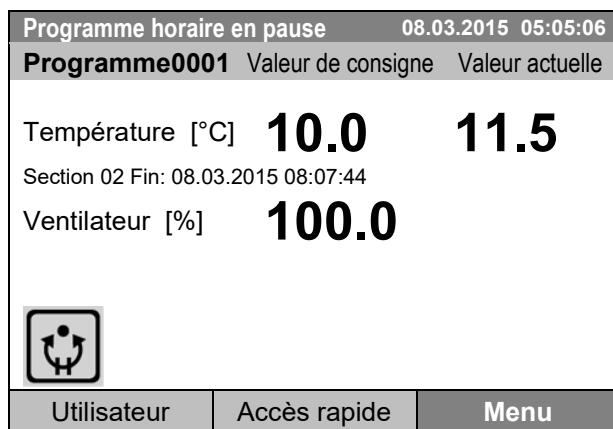 Programme horaire en pause 08.03.2015 05:05:06
Programme0001 Valeur de consigne Valeur actuelle
Température [°C] 10.0 11.5
Section 02 Fin: 08.03.2015 08:07:44
Ventilateur [%] 100.0
Utilisateur Accès rapide Menu